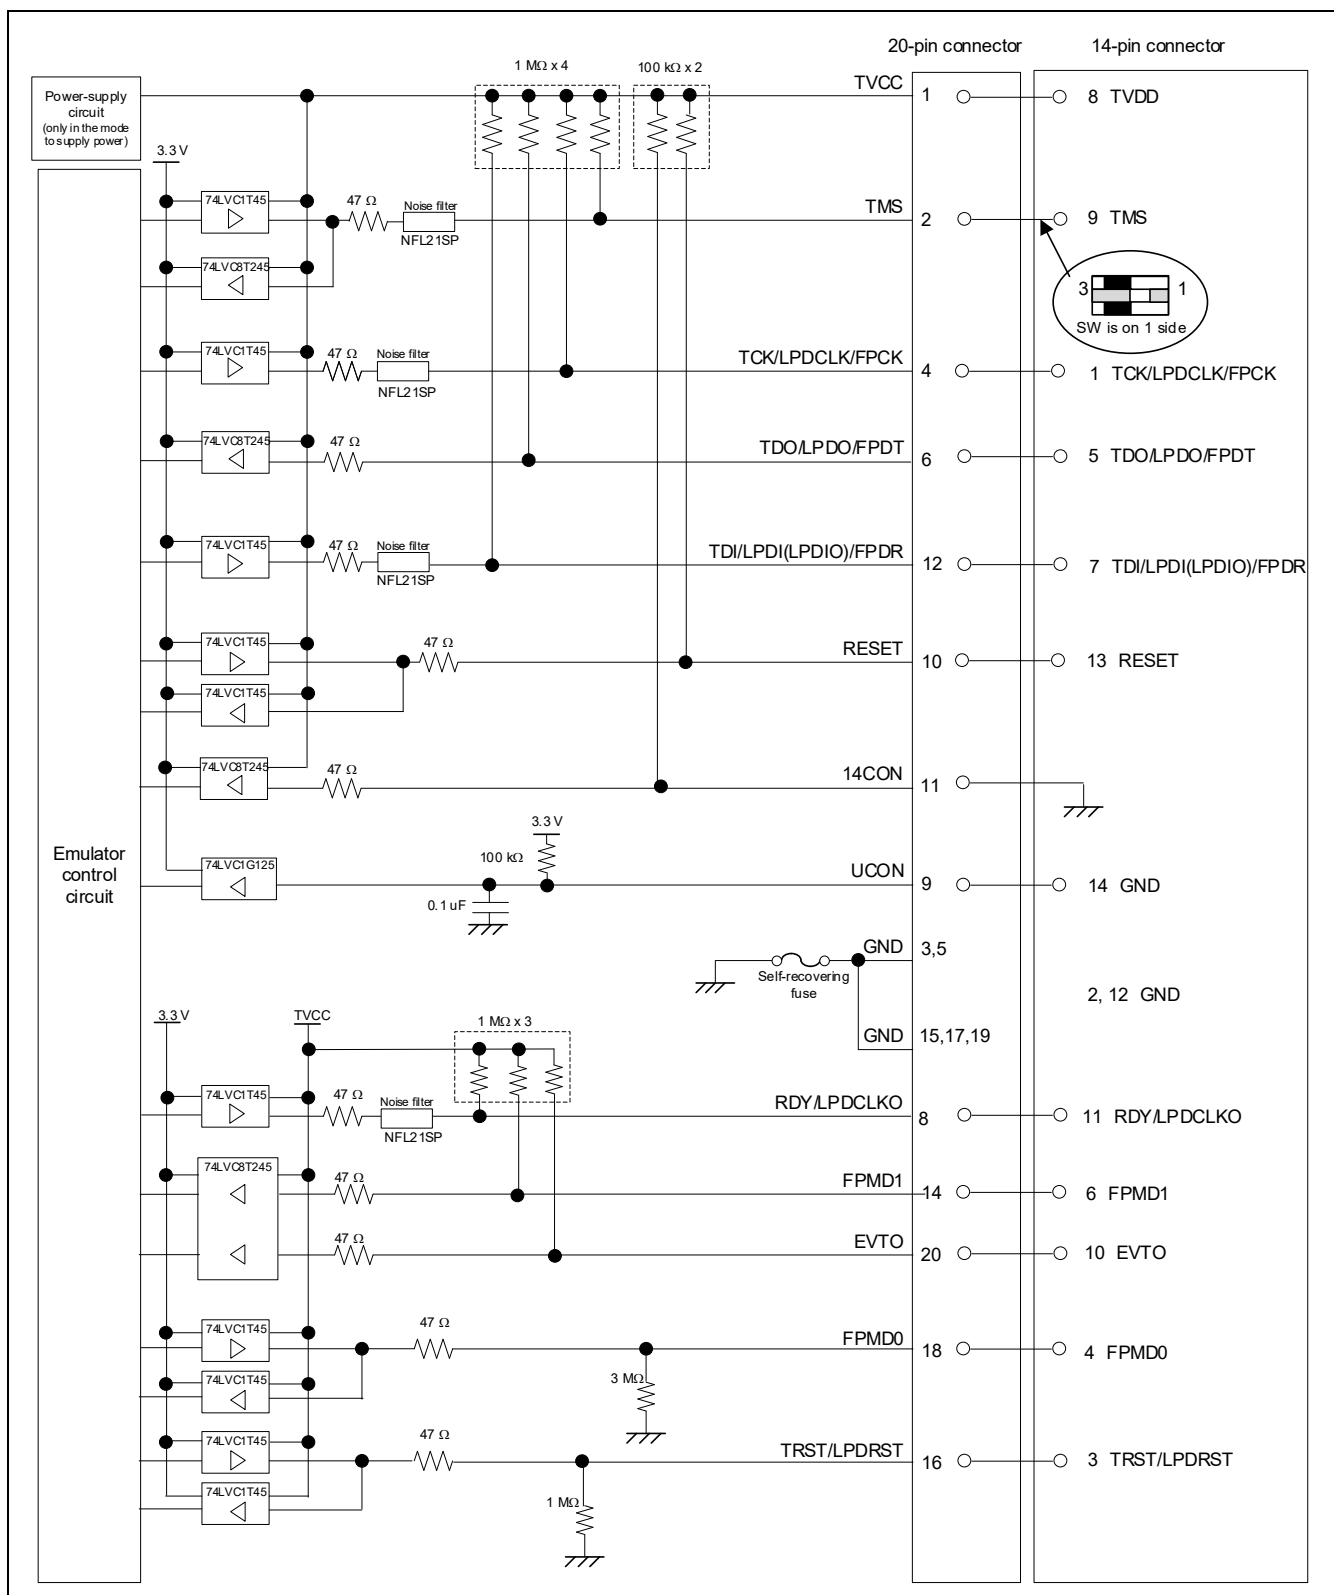 20-pin connector
14-pin connector
1 MΩ x 4
100 kΩ x 2
TVCC
1
8 TVDD
Power-supply
circuit
(only in the mode
to supply power)
3.3 V
74LVC1T45
47 Ω
Noise filter
NFL21SP
TMS
2
9 TMS
74LVC8T245
3
1
SW is on 1 side
74LVC1T45
47 Ω
Noise filter
NFL21SP
TCK/LPDCLK/FPCK
4
1 TCK/LPDCLK/FPCK
74LVC8T245
47 Ω
TDO/LPDO/FPDT
6
5 TDO/LPDO/FPDT
74LVC1T45
47 Ω
Noise filter
NFL21SP
TDI/LPDI(LPDIO)/FPDR
12
7 TDI/LPDI(LPDIO)/FPDR
74LVC1T45
47 Ω
RESET
10
13 RESET
74LVC1T45
74LVC8T245
47 Ω
14CON
11
Emulator
control
circuit
74LVC1G125
3.3 V
100 kΩ
0.1 uF
UCON
9
14 GND
GND
3,5
Self-recovering
fuse
2, 12 GND
GND
15,17,19
3.3 V
TVCC
1 MΩ x 3
74LVC1T45
47 Ω
Noise filter
NFL21SP
RDY/LPDCLKO
8
11 RDY/LPDCLKO
74LVC8T245
47 Ω
FPMD1
14
6 FPMD1
47 Ω
EVTO
20
10 EVTO
74LVC1T45
47 Ω
FPMD0
18
4 FPMD0
74LVC1T45
3 MΩ
74LVC1T45
47 Ω
TRST/LPDRST
16
3 TRST/LPDRST
74LVC1T45
1 MΩ